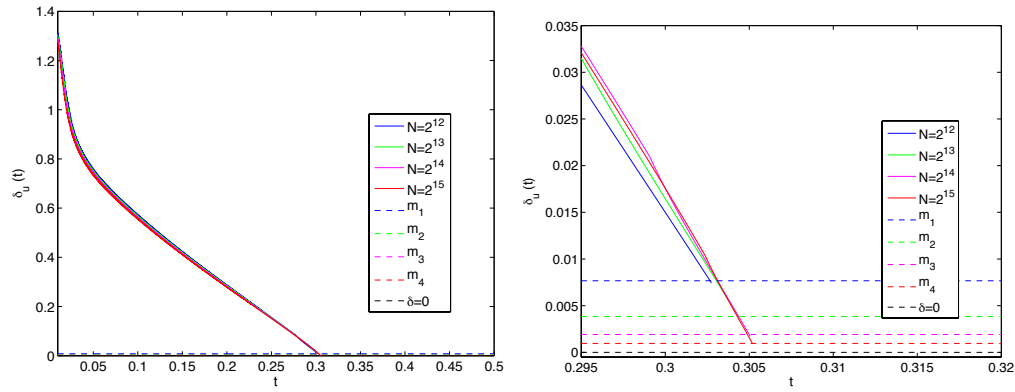 1.4
1.2
1
0.8
0.6
0.4
0.2
0
δ_u (t)
0.05 0.1 0.15 0.2 0.25 0.3 0.35 0.4 0.45 0.5
t
N=2^12
N=2^13
N=2^14
N=2^15
m_1
m_2
m_3
m_4
δ=0
0.035
0.03
0.025
0.02
0.015
0.01
0.005
0
δ_u (t)
0.295 0.3 0.305 0.31 0.315 0.32
t
N=2^12
N=2^13
N=2^14
N=2^15
m_1
m_2
m_3
m_4
δ=0